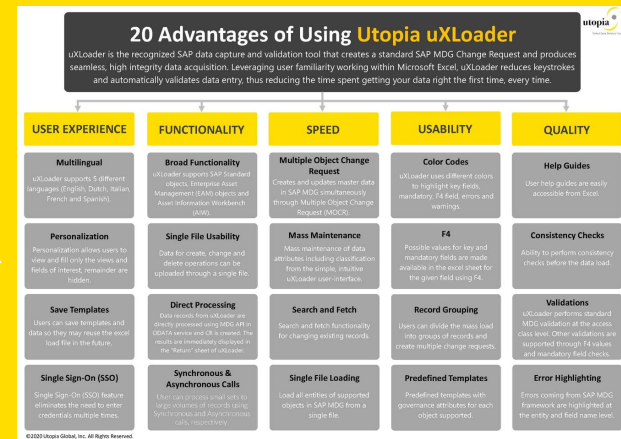 20 Advantages of Using Utopia uXLoader
utopia
uXLoader is the recognized SAP data capture and validation tool that creates a standard SAP MDG Change Request and produces
seamless, high integrity data acquisition. Leveraging user familiarity working within Microsoft Excel, uXLoader reduces keystrokes
and automatically validates data entry, thus reducing the time spent getting your data right the first time, every time.
USER EXPERIENCE
Multilingual
uXLoader supports 5 different
languages (English, Dutch, Italian,
French and Spanish).
Personalization
Personalization allows users to
view and fill only the views and
fields of interest; remainder are
hidden.
Save Templates
Users can save templates and
data so they may reuse the excel
load file in the future.
Single Sign-On (SSO)
Single Sign-On (SSO) feature
eliminates the need to enter
credentials multiple times.
FUNCTIONALITY
Broad Functionality
uXLoader supports SAP Standard
objects, Enterprise Asset
Management (EAM) objects and
Asset Information Workbench
(AIW).
Single File Usability
Data for create, change and
delete operations can be
uploaded through a single file.
Direct Processing
Data records from uXLoader are
directly processed using MDG API in
ODATA service and CR is created. The
results are immediately displayed in
the "Return" sheet of uXLoader
Synchronous &
Asynchronous Calls
User can process small sets to
large volumes of records using
Synchronous and Asynchronous
calls, respectively.
SPEED
Multiple Object Change
Request
Creates and updates master data
in SAP MDG simultaneously
through Multiple Object Change
Request (MOCR).
Mass Maintenance
Mass maintenance of data
attributes including classification
from the simple, intuitive
uXLoader user-interface.
Search and Fetch
Search and fetch functionality
for changing existing records.
Single File Loading
Load all entities of supported
objects in SAP MDG from a
single file.
USABILITY
Color Codes
uXLoader uses different colors
to highlight key fields,
mandatory, F4 field, errors and
warnings.
F4
Possible values for key and
mandatory fields are made
available in the excel sheet for
the given field using F4.
Record Grouping
Users can divide the mass load
into groups of records and
create multiple change requests.
Predefined Templates
Predefined templates with
governance attributes for each
object supported.
QUALITY
Help Guides
User help guides are easily
accessible from Excel.
Consistency Checks
Ability to perform consistency
checks before the data load.
Validations
uXLoader performs standard
MDG validation at the access
class level. Other validations are
supported through F4 values
and mandatory field checks.
Error Highlighting
Errors coming from SAP MDG
framework are highlighted at
the entity and field name level.
©2020 Utopia Global, Inc. All Rights Reserved.